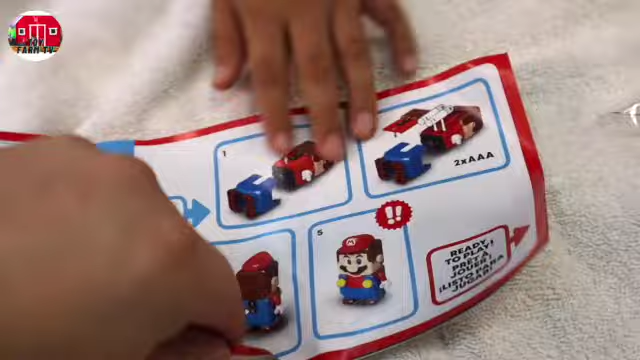 TOY
FARM TV
1
2xAAA
5
!!
READY
TO PLAY!
PRÊT À
JOUER!
¡LISTO PARA
JUGAR!